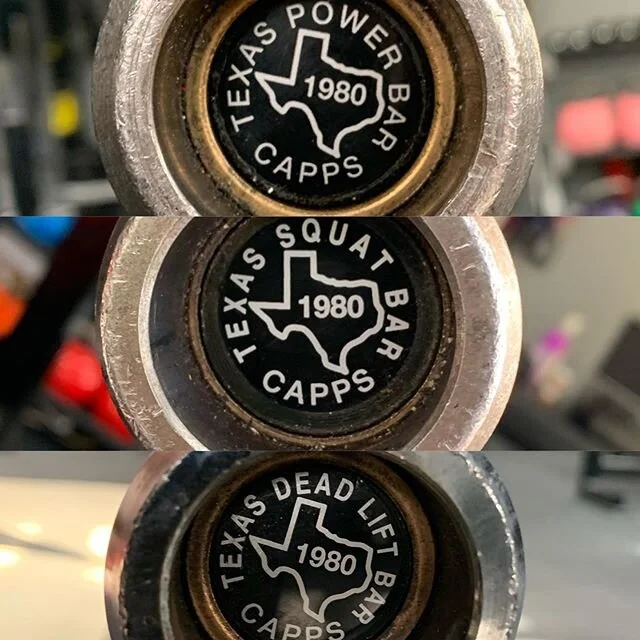 TEXAS POWER BAR
1980
CAPPS
TEXAS SQUAT BAR
1980
CAPPS
TEXAS DEAD LIFT BAR
1980
CAPPS